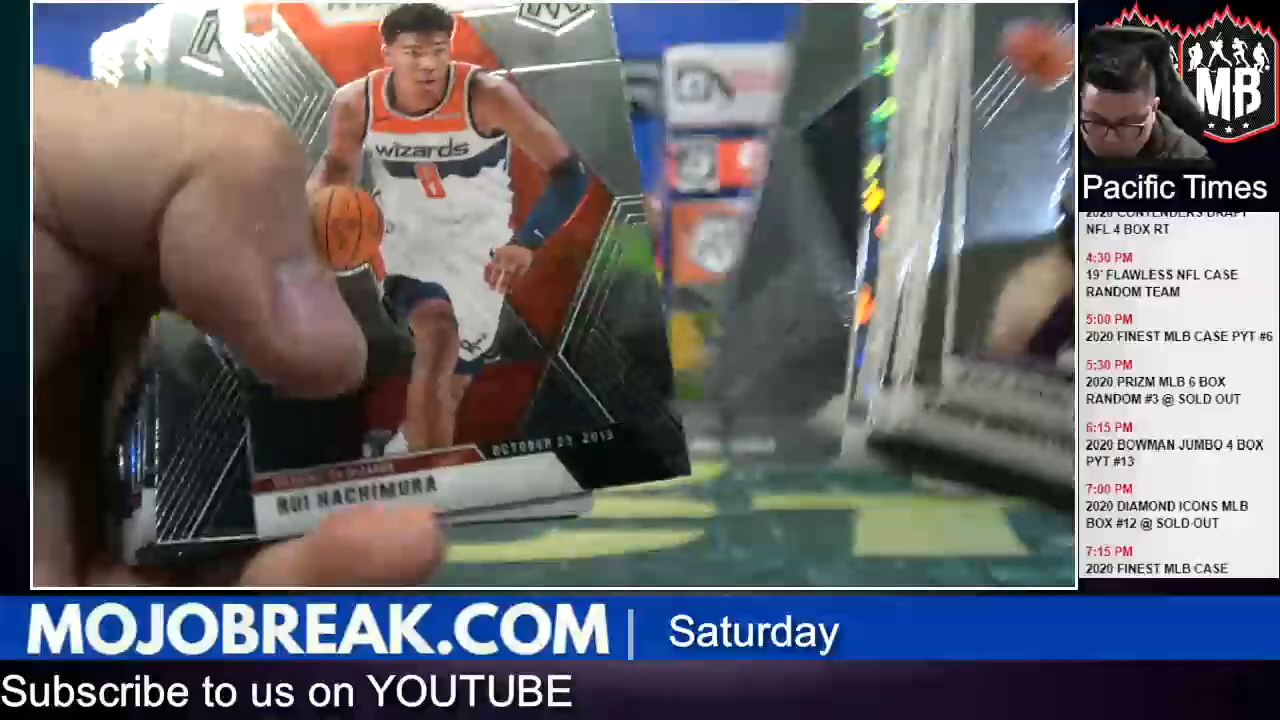 wizards
8
OCTOBER 23, 2019
RUI HACHIMURA
MB
Pacific Times
2020 CONTENDERS DRAFT
NFL 4 BOX RT
4:30 PM
19' FLAWLESS NFL CASE
RANDOM TEAM
5:00 PM
2020 FINEST MLB CASE PYT #6
5:30 PM
2020 PRIZM MLB 6 BOX
RANDOM #3 @ SOLD OUT
6:15 PM
2020 BOWMAN JUMBO 4 BOX
PYT #13
7:00 PM
2020 DIAMOND ICONS MLB
BOX #12 @ SOLD OUT
7:15 PM
2020 FINEST MLB CASE
MOJOBREAK.COM | Saturday
Subscribe to us on YOUTUBE